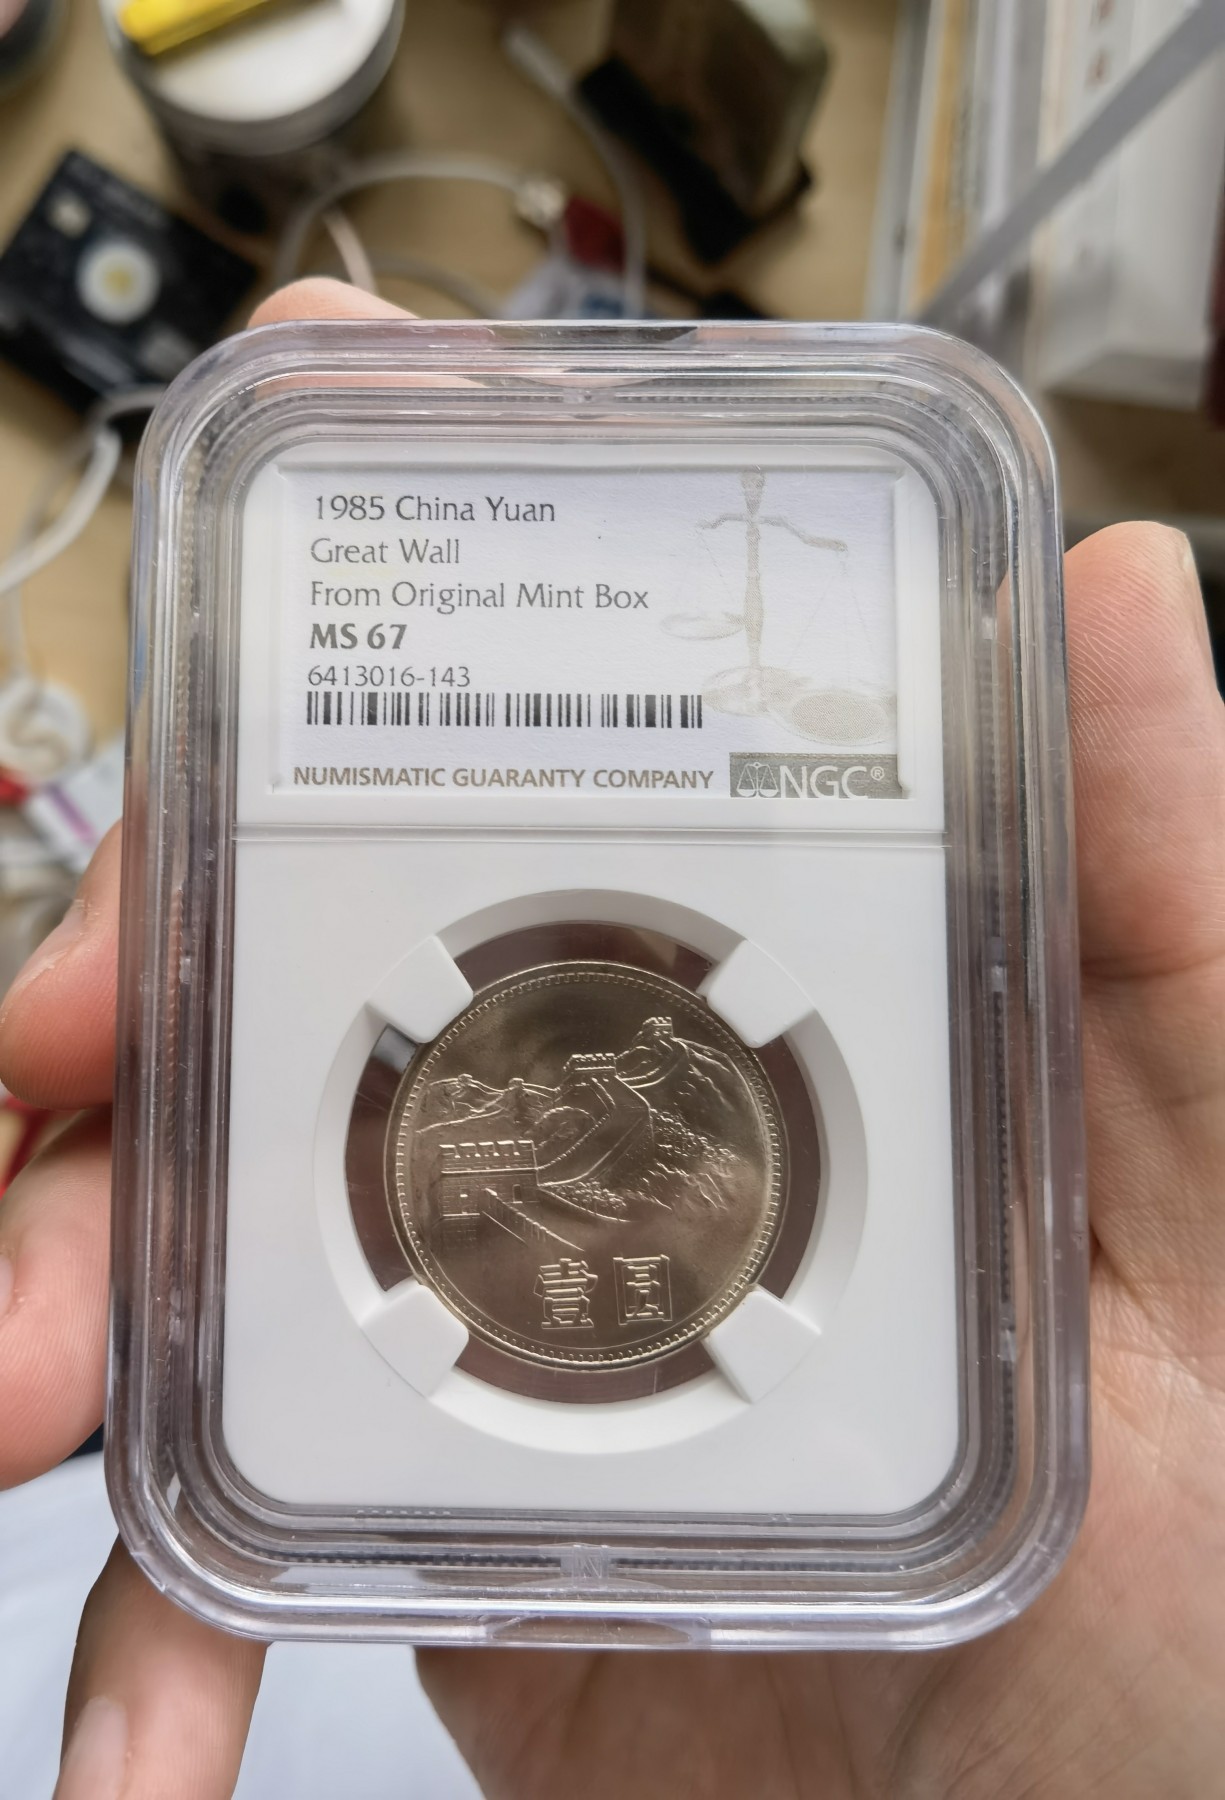 1985 China Yuan
Great Wall
From Original Mint Box
MS 67
6413016-143
NUMISMATIC GUARANTY COMPANY NGC®
壹圆